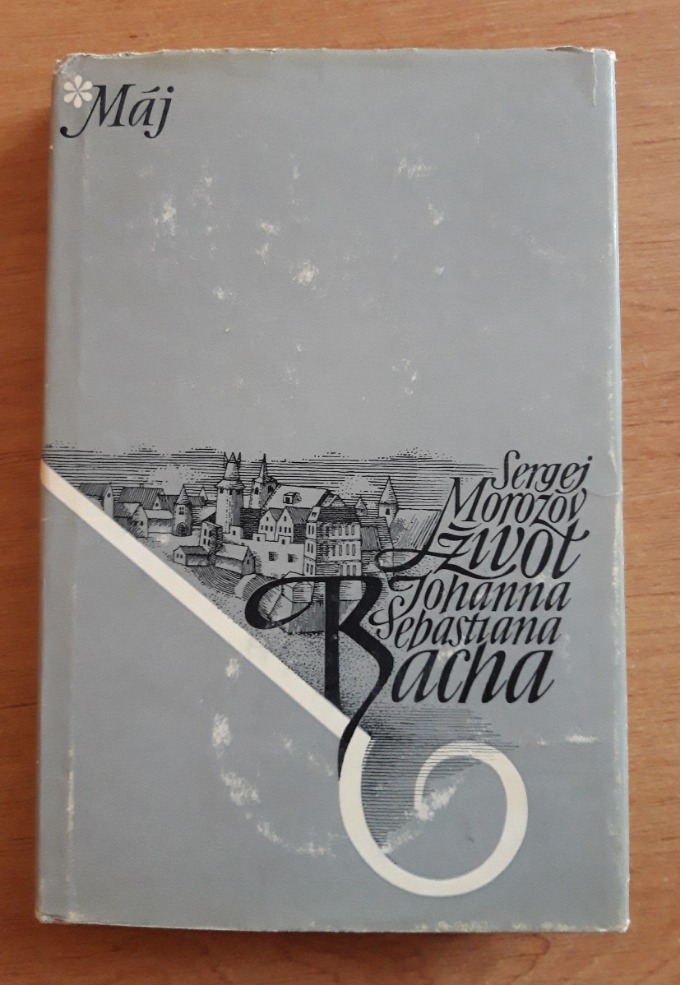 Máj
Sergej
Morozov
život
Johanna
Sebastiana
Bacha